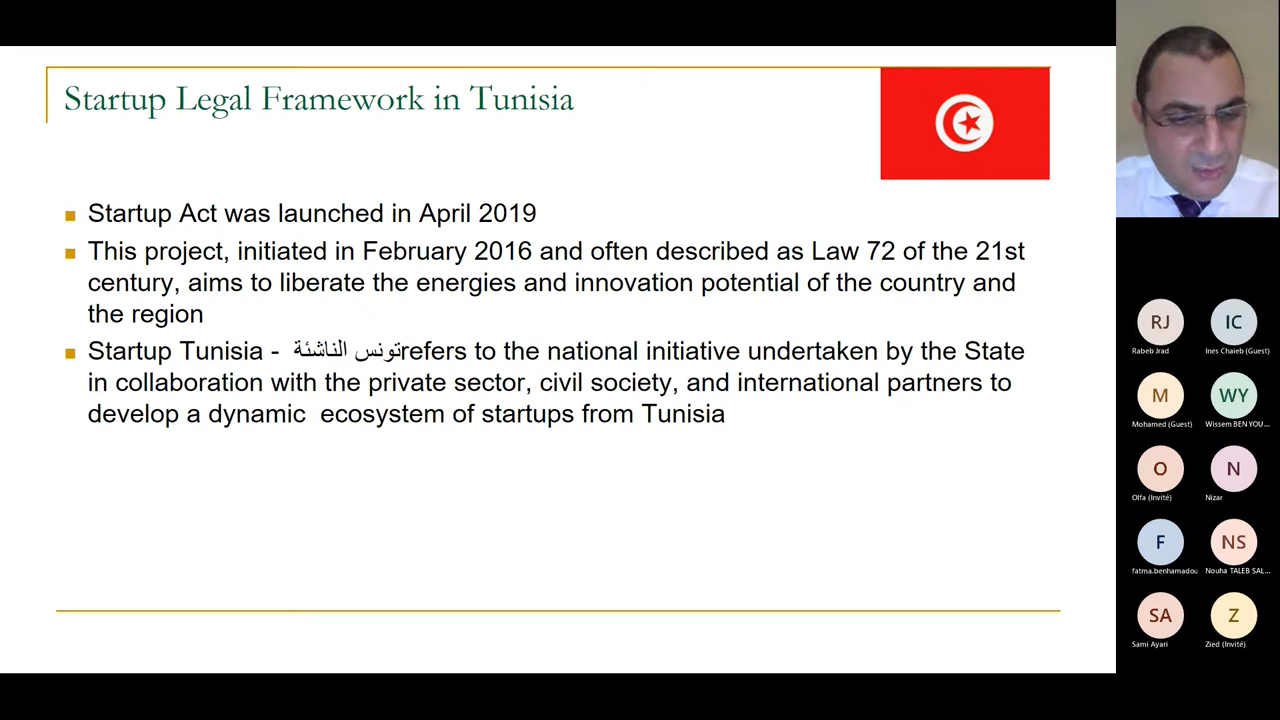 Startup Legal Framework in Tunisia
Startup Act was launched in April 2019
This project, initiated in February 2016 and often described as Law 72 of the 21st
century, aims to liberate the energies and innovation potential of the country and
the region
Startup Tunisia - تونس الناشئةrefers to the national initiative undertaken by the State
in collaboration with the private sector, civil society, and international partners to
develop a dynamic ecosystem of startups from Tunisia
RJ
IC
Rabeb Jrad
Ines Chaieb (Guest)
M
WY
Mohamed (Guest)
Wissem BEN YOU...
O
N
Olfa (Invité)
Nizar
F
NS
fatma.benhamadou
Nouha TALEB SAL...
SA
Z
Sami Ayari
Zied (Invité)